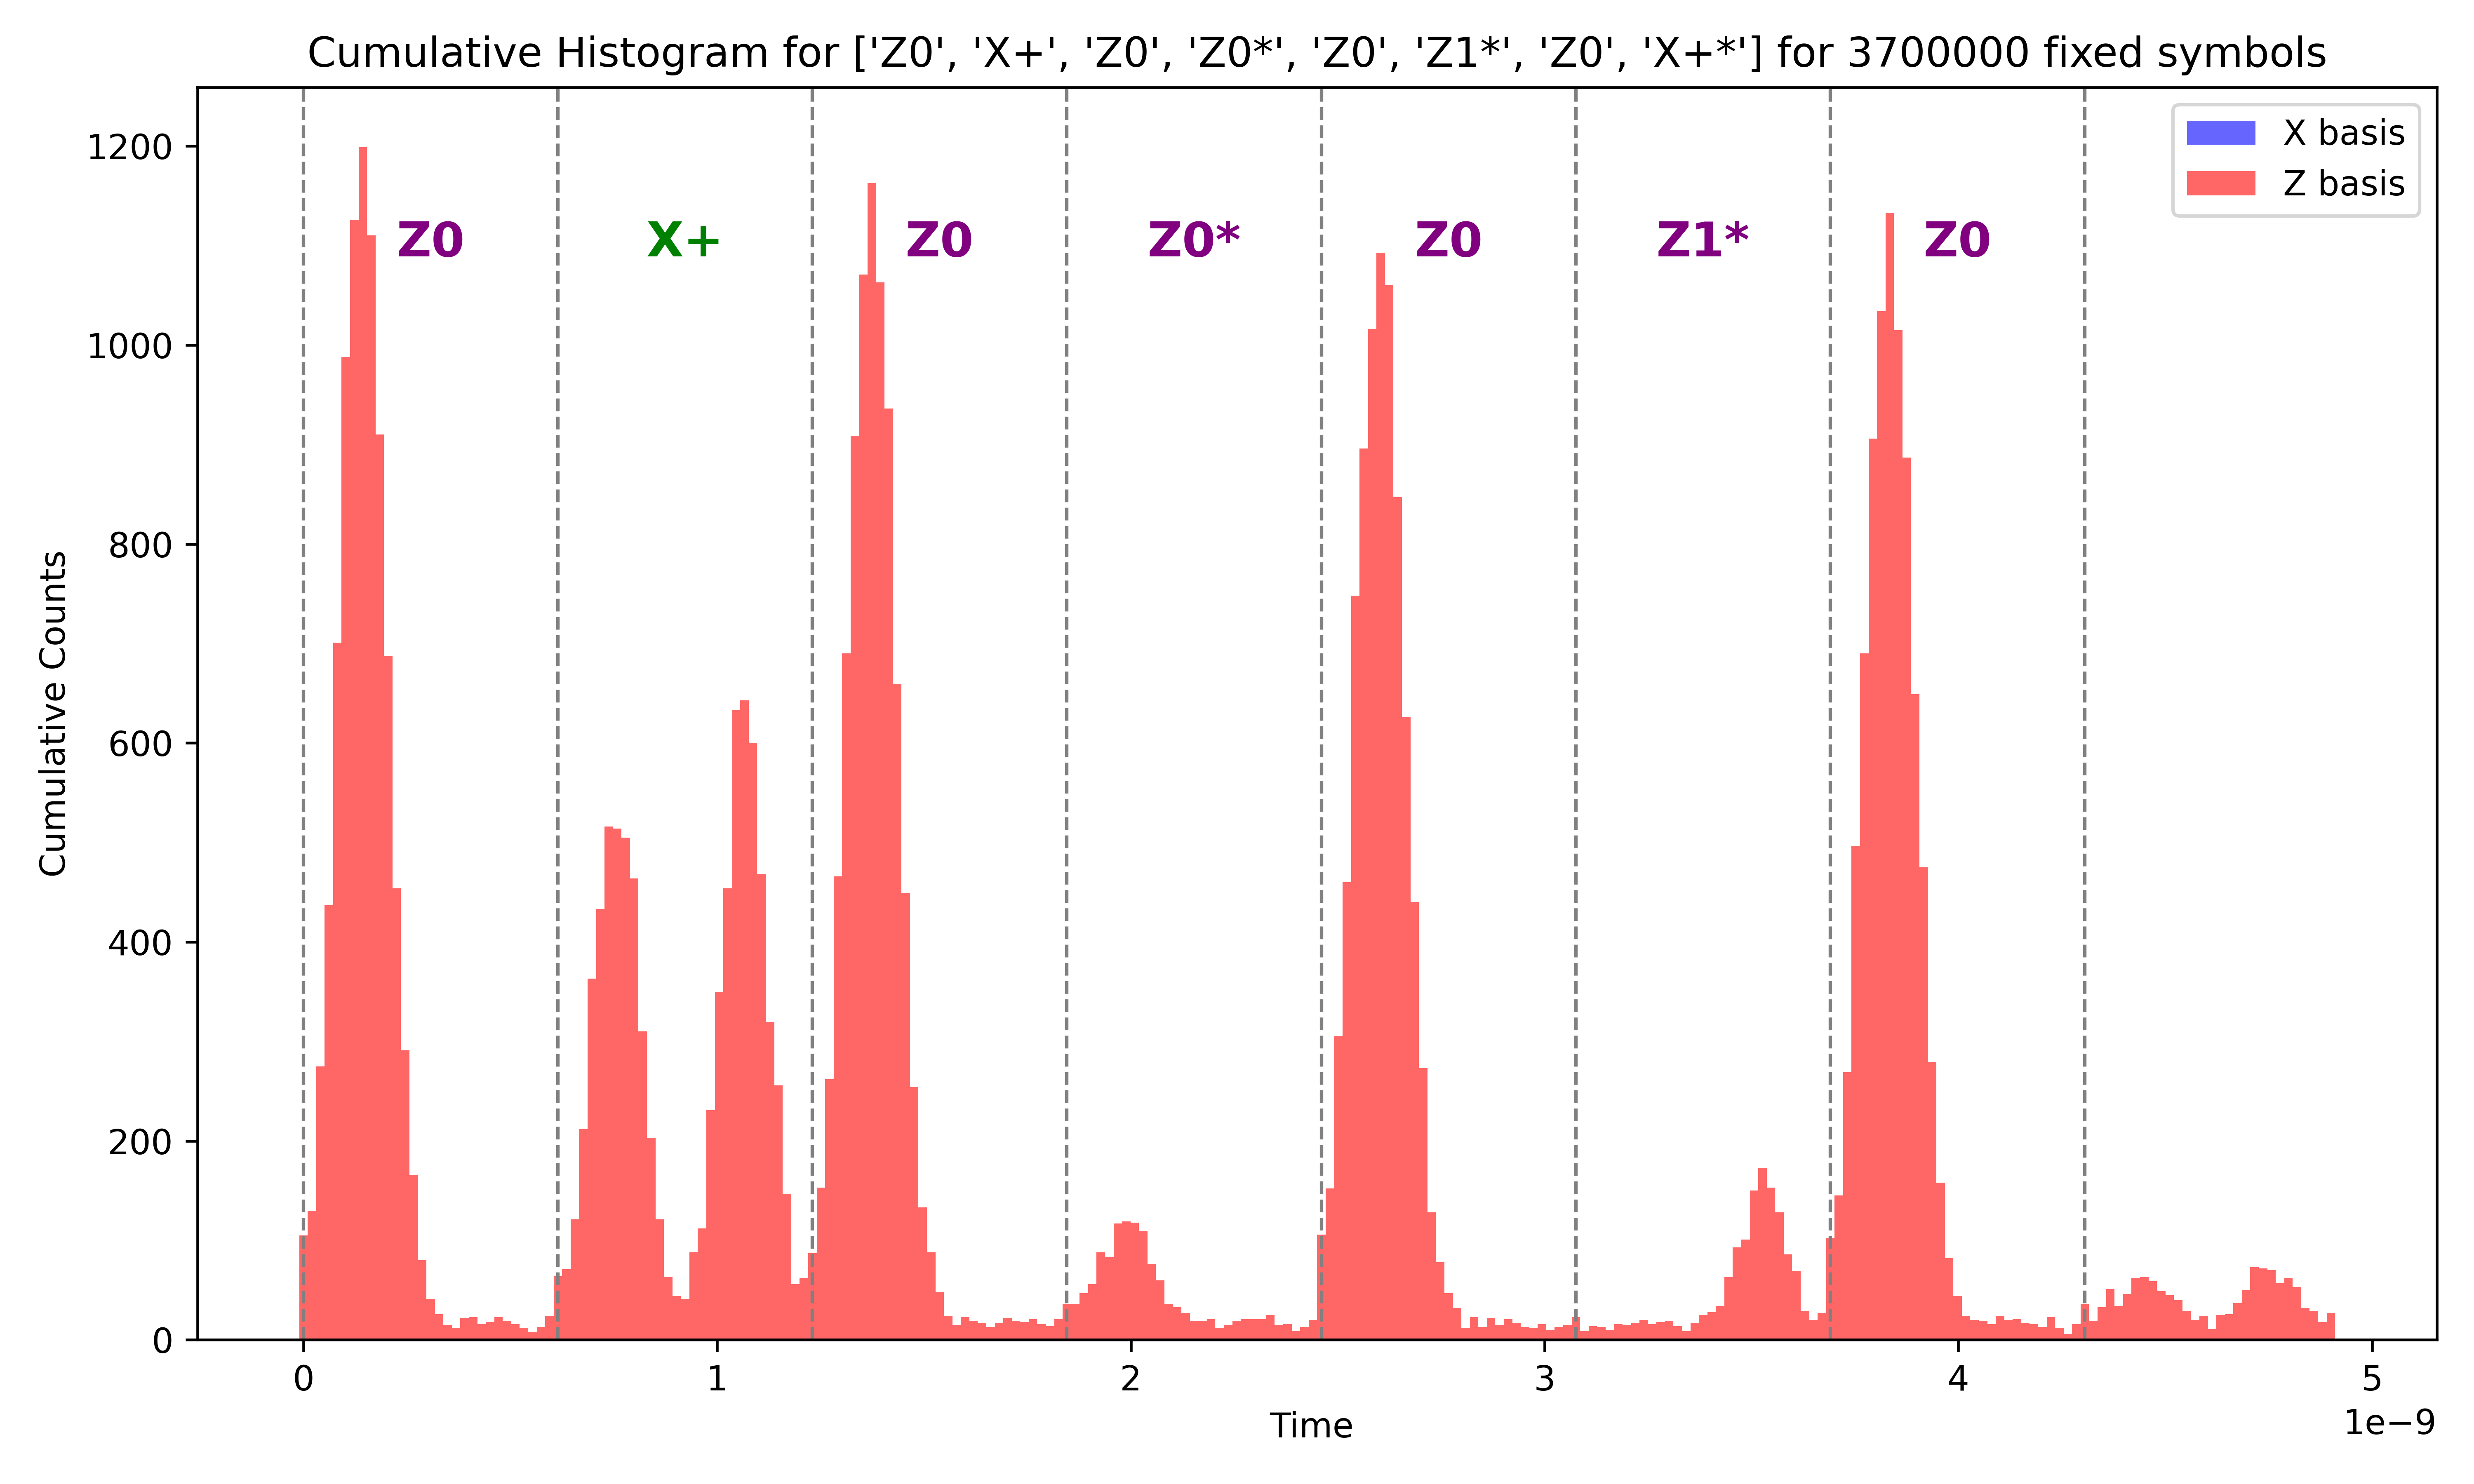 Cumulative Histogram for ['Z0', 'X+', 'Z0', 'Z0*', 'Z0', 'Z1*', 'Z0', 'X+*'] for 3700000 fixed symbols
X basis
Z basis
Z0 X+ Z0 Z0* Z0 Z1* Z0
Cumulative Counts
1200
1000
800
600
400
200
0
0 1 2 3 4 5
Time
1e−9